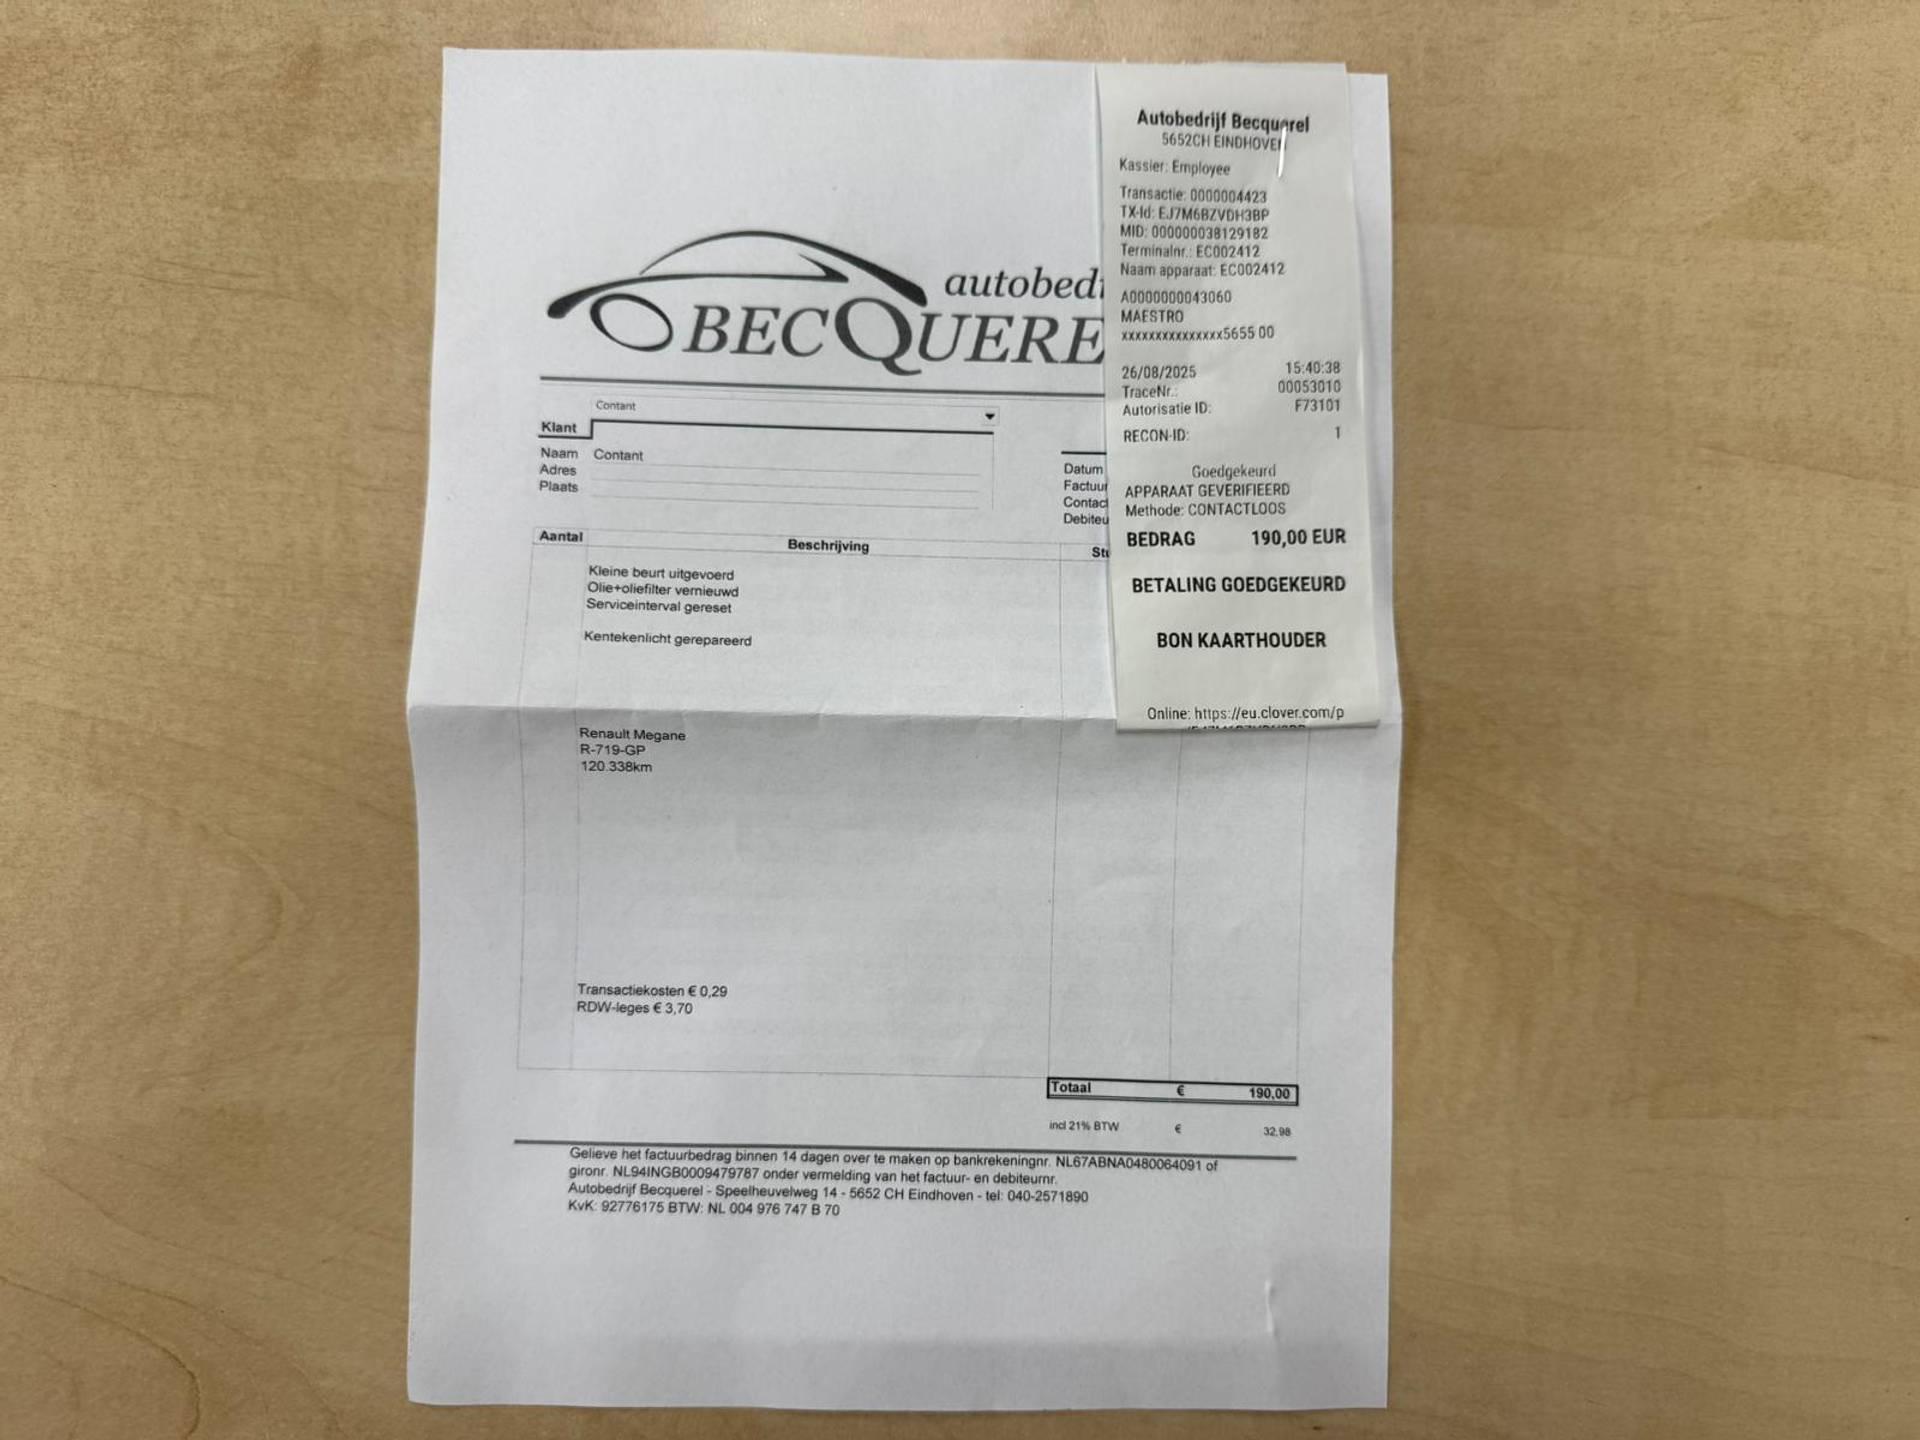 autobedr
BECQUERE
Contant
Klant
Naam Contant
Adres
Plaats
Datum
Factuur
Contac
Debiteu
Aantal Beschrijving St
Kleine beurt uitgevoerd
Olie+oliefilter vernieuwd
Serviceinterval gereset
Kentekenlicht gerepareerd
Renault Megane
R-719-GP
120.338km
Transactiekosten € 0,29
RDW-leges € 3,70
Totaal € 190,00
incl 21% BTW € 32,98
Gelieve het factuurbedrag binnen 14 dagen over te maken op bankrekeningnr. NL67ABNA0480064091 of
gironr. NL94INGB0009479787 onder vermelding van het factuur- en debiteurnr.
Autobedrijf Becquerel - Speelheuvelweg 14 - 5652 CH Eindhoven - tel: 040-2571890
KvK: 92776175 BTW: NL 004 976 747 B 70
Autobedrijf Becquerel
5652CH EINDHOVEN
Kassier: Employee
Transactie: 0000004423
TX-Id: EJ7M6BZVDH3BP
MID: 000000038129182
Terminalnr.: EC002412
Naam apparaat: EC002412
A0000000043060
MAESTRO
xxxxxxxxxxxxxxx5655 00
26/08/2025 15:40:38
TraceNr.: 00053010
Autorisatie ID: F73101
RECON-ID: 1
Goedgekeurd
APPARAAT GEVERIFIEERD
Methode: CONTACTLOOS
BEDRAG 190,00 EUR
BETALING GOEDGEKEURD
BON KAARTHOUDER
Online: https://eu.clover.com/p